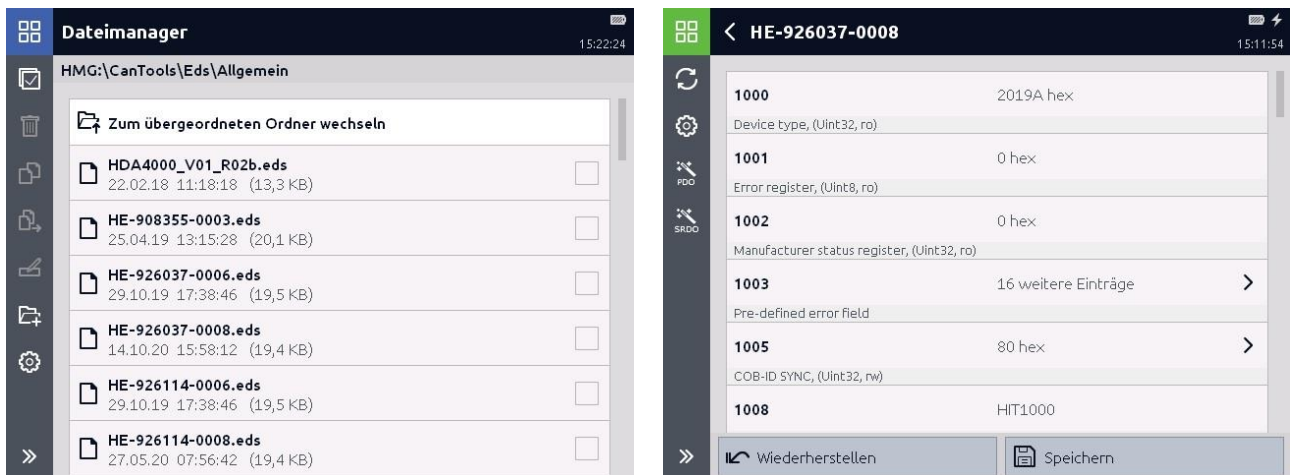 Dateimanager
15:22:24
HMG:\CanTools\Eds\Allgemein
Zum übergeordneten Ordner wechseln
HDA4000_V01_R02b.eds
22.02.18 11:18:18 (13,3 KB)
HE-908355-0003.eds
25.04.19 13:15:28 (20,1 KB)
HE-926037-0006.eds
29.10.19 17:38:46 (19,5 KB)
HE-926037-0008.eds
14.10.20 15:58:12 (19,4 KB)
HE-926114-0006.eds
29.10.19 17:38:46 (19,5 KB)
HE-926114-0008.eds
27.05.20 07:56:42 (19,4 KB)
HE-926037-0008
15:11:54
PDO
SRDO
1000 2019A hex
Device type, (Uint32, ro)
1001 0 hex
Error register, (Uint8, ro)
1002 0 hex
Manufacturer status register, (Uint32, ro)
1003 16 weitere Einträge
Pre-defined error field
1005 80 hex
COB-ID SYNC, (Uint32, rw)
1008 HIT1000
Wiederherstellen
Speichern